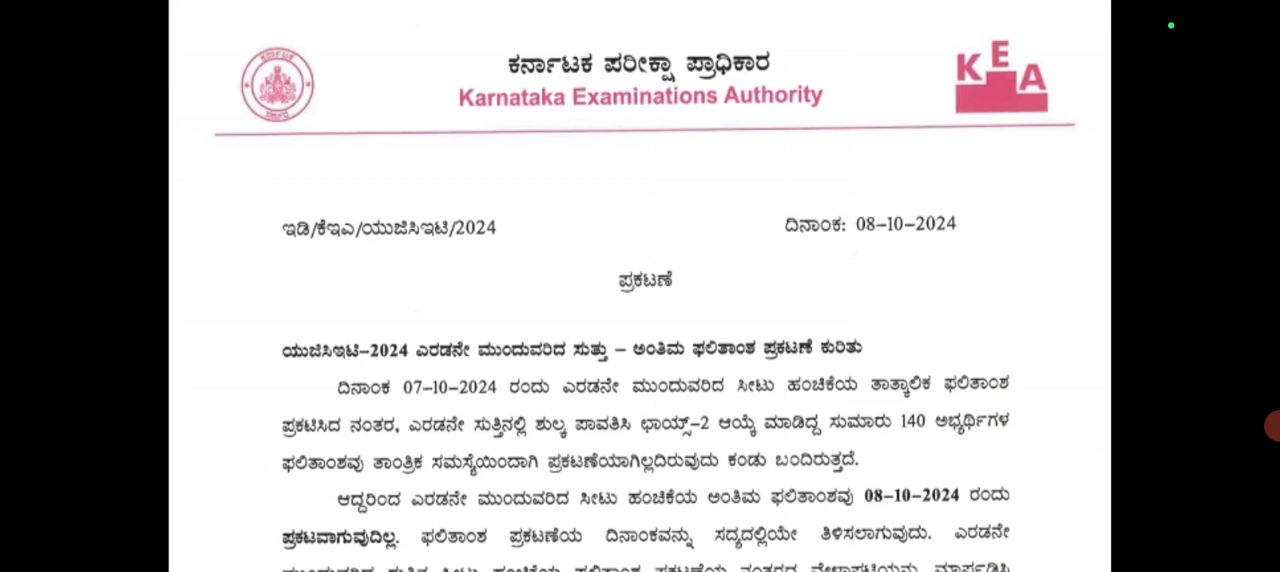 ಕರ್ನಾಟಕ ಪರೀಕ್ಷಾ ಪ್ರಾಧಿಕಾರ
Karnataka Examinations Authority
KEA
ಇಡಿ/ಕೆಇಎ/ಯುಜಿಸಿಇಟಿ/2024 ದಿನಾಂಕ: 08-10-2024
ಪ್ರಕಟಣೆ
ಯುಜಿಸಿಇಟಿ-2024 ಎರಡನೇ ಮುಂದುವರಿದ ಸುತ್ತು – ಅಂತಿಮ ಫಲಿತಾಂಶ ಪ್ರಕಟಣೆ ಕುರಿತು
ದಿನಾಂಕ 07-10-2024 ರಂದು ಎರಡನೇ ಮುಂದುವರಿದ ಸೀಟು ಹಂಚಿಕೆಯ ತಾತ್ಕಾಲಿಕ ಫಲಿತಾಂಶ
ಪ್ರಕಟಿಸಿದ ನಂತರ, ಎರಡನೇ ಸುತ್ತಿನಲ್ಲಿ ಶುಲ್ಕ ಪಾವತಿಸಿ ಛಾಯ್ಸ್-2 ಆಯ್ಕೆ ಮಾಡಿದ್ದ ಸುಮಾರು 140 ಅಭ್ಯರ್ಥಿಗಳ
ಫಲಿತಾಂಶವು ತಾಂತ್ರಿಕ ಸಮಸ್ಯೆಯಿಂದಾಗಿ ಪ್ರಕಟಣೆಯಾಗಿಲ್ಲದಿರುವುದು ಕಂಡು ಬಂದಿರುತ್ತದೆ.
ಆದ್ದರಿಂದ ಎರಡನೇ ಮುಂದುವರಿದ ಸೀಟು ಹಂಚಿಕೆಯ ಅಂತಿಮ ಫಲಿತಾಂಶವು 08-10-2024 ರಂದು
ಪ್ರಕಟವಾಗುವುದಿಲ್ಲ. ಫಲಿತಾಂಶ ಪ್ರಕಟಣೆಯ ದಿನಾಂಕವನ್ನು ಸದ್ಯದಲ್ಲಿಯೇ ತಿಳಿಸಲಾಗುವುದು. ಎರಡನೇ